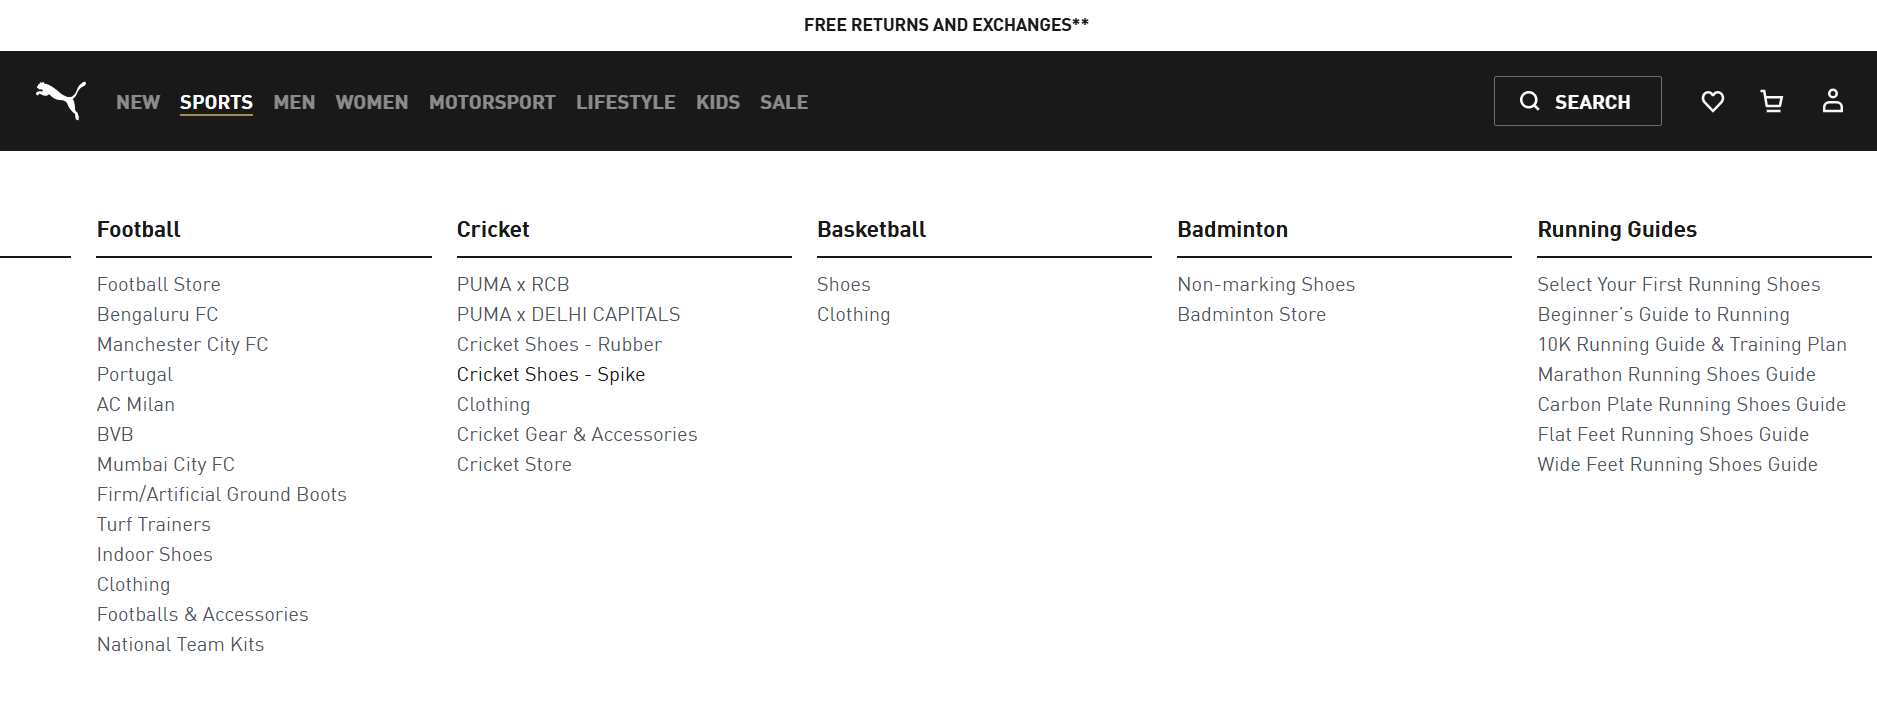 FREE RETURNS AND EXCHANGES**
NEW SPORTS MEN WOMEN MOTORSPORT LIFESTYLE KIDS SALE
SEARCH
Football
Football Store
Bengaluru FC
Manchester City FC
Portugal
AC Milan
BVB
Mumbai City FC
Firm/Artificial Ground Boots
Turf Trainers
Indoor Shoes
Clothing
Footballs & Accessories
National Team Kits
Cricket
PUMA x RCB
PUMA x DELHI CAPITALS
Cricket Shoes - Rubber
Cricket Shoes - Spike
Clothing
Cricket Gear & Accessories
Cricket Store
Basketball
Shoes
Clothing
Badminton
Non-marking Shoes
Badminton Store
Running Guides
Select Your First Running Shoes
Beginner’s Guide to Running
10K Running Guide & Training Plan
Marathon Running Shoes Guide
Carbon Plate Running Shoes Guide
Flat Feet Running Shoes Guide
Wide Feet Running Shoes Guide